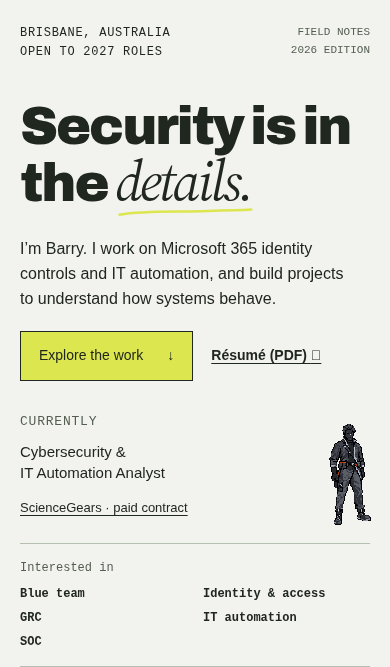 BRISBANE, AUSTRALIA
OPEN TO 2027 ROLES
FIELD NOTES
2026 EDITION
Security is in
the details.
I’m Barry. I work on Microsoft 365 identity
controls and IT automation, and build projects
to understand how systems behave.
Explore the work ↓
Résumé (PDF)
CURRENTLY
Cybersecurity &
IT Automation Analyst
ScienceGears · paid contract
Interested in
Blue team
Identity & access
GRC
IT automation
SOC